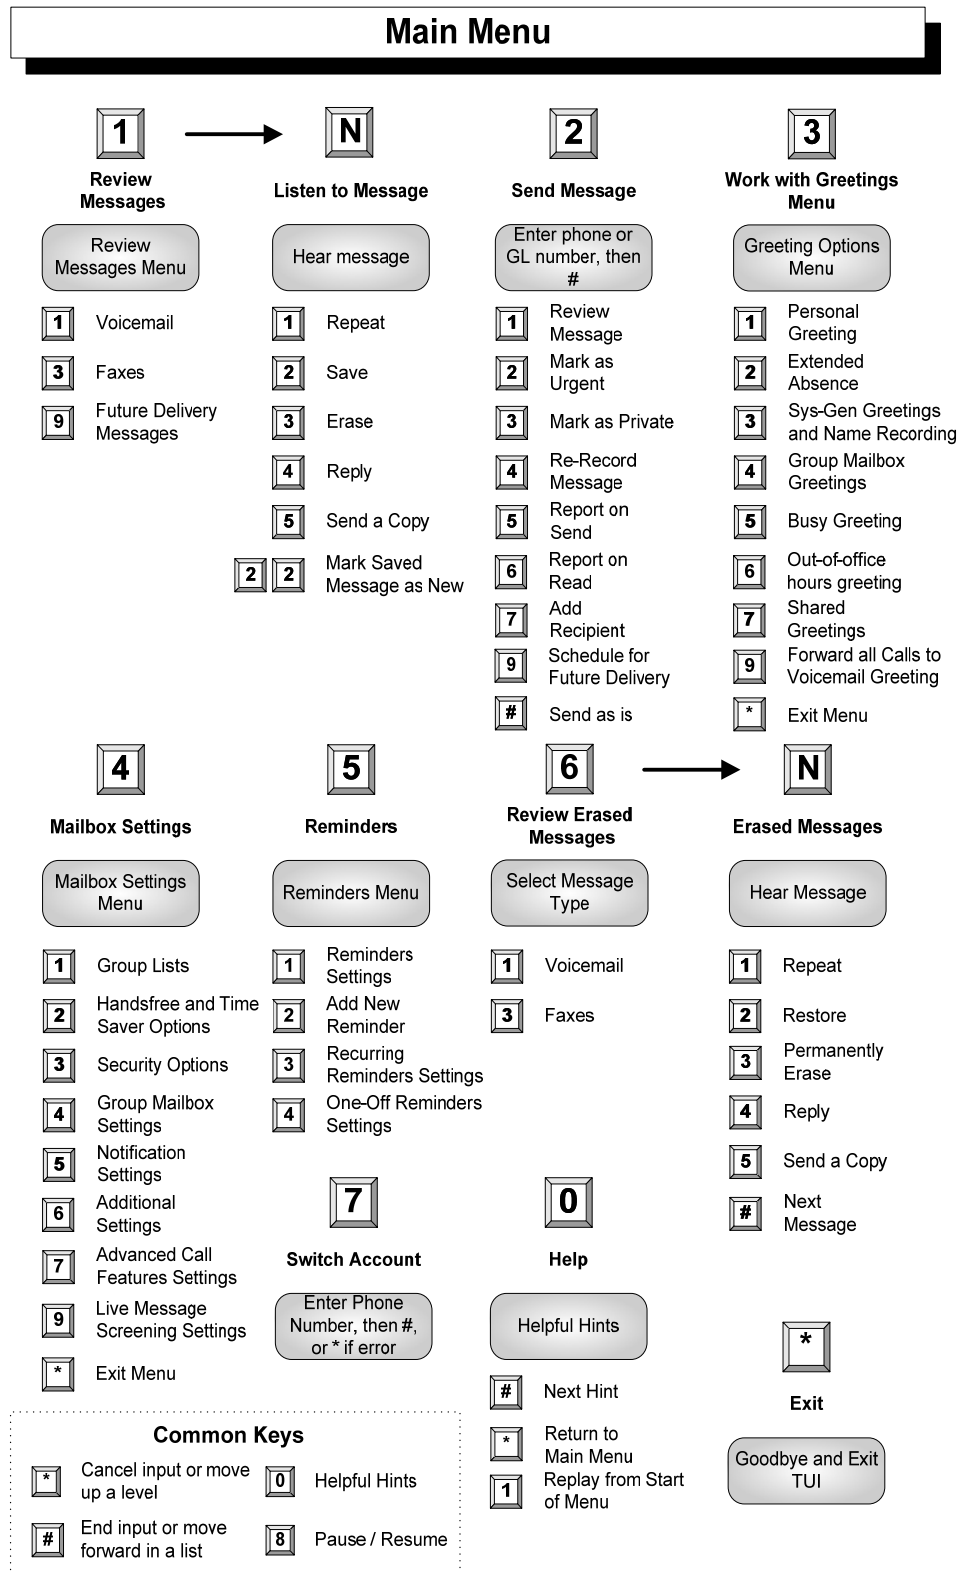 Main Menu
1
Review
Messages
Review
Messages Menu
1 Voicemail
3 Faxes
9 Future Delivery
Messages
N
Listen to Message
Hear message
1 Repeat
2 Save
3 Erase
4 Reply
5 Send a Copy
2 2 Mark Saved
Message as New
2
Send Message
Enter phone or
GL number, then
#
1 Review
Message
2 Mark as
Urgent
3 Mark as Private
4 Re-Record
Message
5 Report on
Send
6 Report on
Read
7 Add
Recipient
9 Schedule for
Future Delivery
# Send as is
3
Work with Greetings
Menu
Greeting Options
Menu
1 Personal
Greeting
2 Extended
Absence
3 Sys-Gen Greetings
and Name Recording
4 Group Mailbox
Greetings
5 Busy Greeting
6 Out-of-office
hours greeting
7 Shared
Greetings
9 Forward all Calls to
Voicemail Greeting
* Exit Menu
4
Mailbox Settings
Mailbox Settings
Menu
1 Group Lists
2 Handsfree and Time
Saver Options
3 Security Options
4 Group Mailbox
Settings
5 Notification
Settings
6 Additional
Settings
7 Advanced Call
Features Settings
9 Live Message
Screening Settings
* Exit Menu
5
Reminders
Reminders Menu
1 Reminders
Settings
2 Add New
Reminder
3 Recurring
Reminders Settings
4 One-Off Reminders
Settings
6
Review Erased
Messages
Select Message
Type
1 Voicemail
3 Faxes
N
Erased Messages
Hear Message
1 Repeat
2 Restore
3 Permanently
Erase
4 Reply
5 Send a Copy
# Next
Message
7
Switch Account
Enter Phone
Number, then #,
or * if error
0
Help
Helpful Hints
# Next Hint
* Return to
Main Menu
1 Replay from Start
of Menu
*
Exit
Goodbye and Exit
TUI
Common Keys
* Cancel input or move
up a level
0 Helpful Hints
# End input or move
forward in a list
8 Pause / Resume